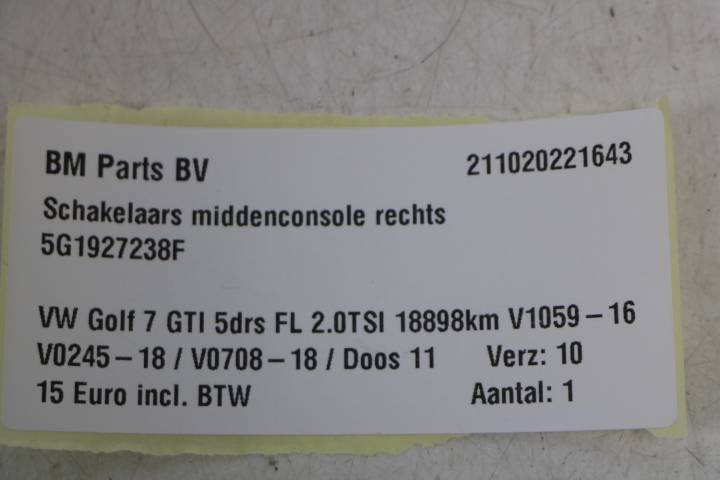 BM Parts BV 211020221643
Schakelaars middenconsole rechts
5G1927238F
VW Golf 7 GTI 5drs FL 2.0TSI 18898km V1059-16
V0245-18 / V0708-18 / Doos 11 Verz: 10
15 Euro incl. BTW Aantal: 1